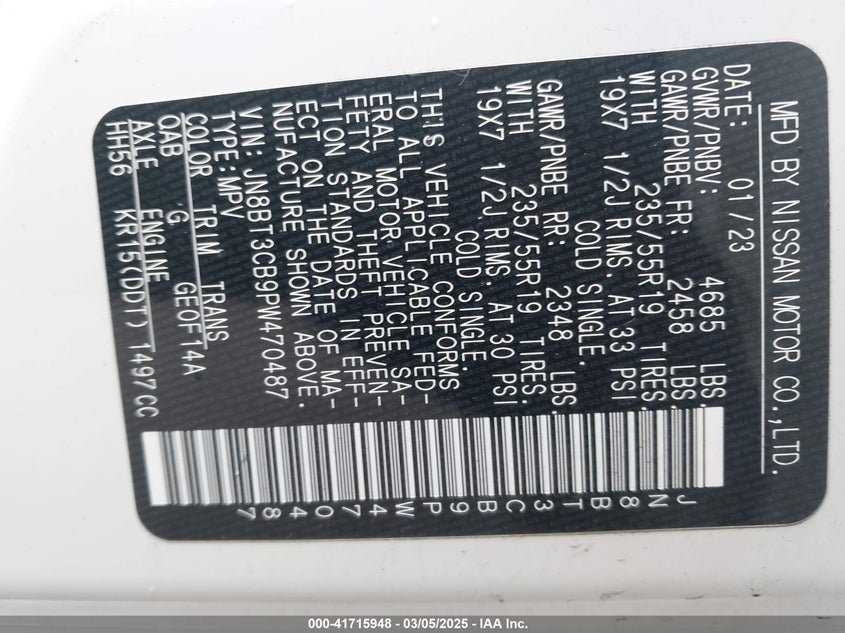 MFD BY NISSAN MOTOR CO.,LTD.
DATE: 01/23
GVWR/PNBV: 4685 LBS.
GAWR/PNBE FR: 2458 LBS.
WITH 235/55R19 TIRES.
19X7 1/2J RIMS. AT 33 PSI
COLD SINGLE.
GAWR/PNBE RR: 2348 LBS.
WITH 235/55R19 TIRES.
19X7 1/2J RIMS. AT 30 PSI
COLD SINGLE.
THIS VEHICLE CONFORMS
TO ALL APPLICABLE FED-
ERAL MOTOR VEHICLE SA-
FETY AND THEFT PREVEN-
TION STANDARDS IN EFF-
ECT ON THE DATE OF MA-
NUFACTURE SHOWN ABOVE.
VIN: JN8BT3CB9PW470487
TYPE:MPV
COLOR TRIM TRANS
QAB G GE0F14A
AXLE ENGINE
HH56 KR15(DDT) 1497CC
JN8BT3CB9PW470487
000-41715948 - 03/05/2025 - IAA Inc.